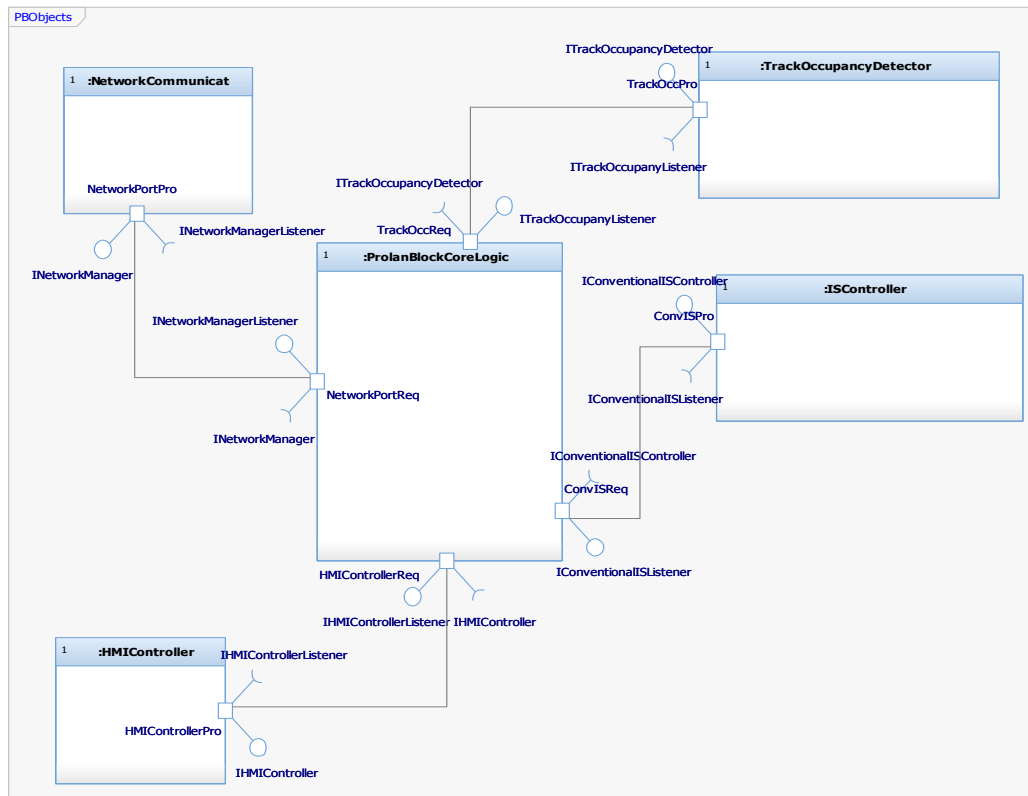 PBObjects
ITrackOccupancyDetector
1 :TrackOccupancyDetector
1 :NetworkCommunicat
TrackOccPro
ITrackOccupanyListener
ITrackOccupancyDetector
NetworkPortPro
ITrackOccupanyListener
TrackOccReq
INetworkManagerListener
1 :ProlanBlockCoreLogic
INetworkManager
IConventionalISController
1 :ISController
ConvISPro
INetworkManagerListener
NetworkPortReq
IConventionalISListener
INetworkManager
IConventionalISController
ConvISReq
IConventionalISListener
HMIControllerReq
IHMIControllerListener IHMIController
1 :HMIController
IHMIControllerListener
HMIControllerPro
IHMIController